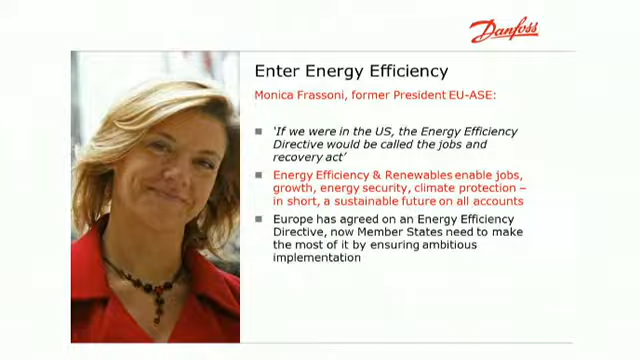 Danfoss
Enter Energy Efficiency
Monica Frassoni, former President EU-ASE:
‘If we were in the US, the Energy Efficiency
Directive would be called the jobs and
recovery act’
Energy Efficiency & Renewables enable jobs,
growth, energy security, climate protection –
in short, a sustainable future on all accounts
Europe has agreed on an Energy Efficiency
Directive, now Member States need to make
the most of it by ensuring ambitious
implementation